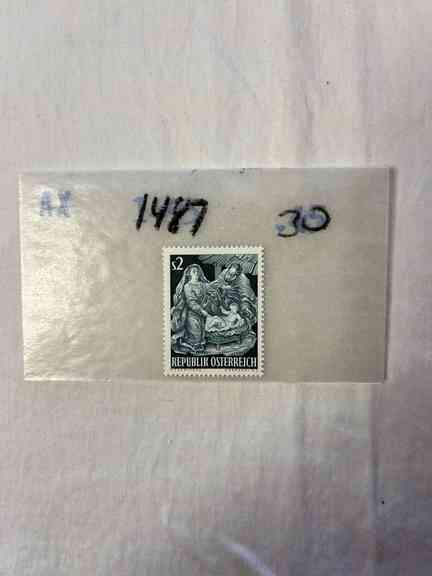 AX 1487 30
S2
REPUBLIK ÖSTERREICH